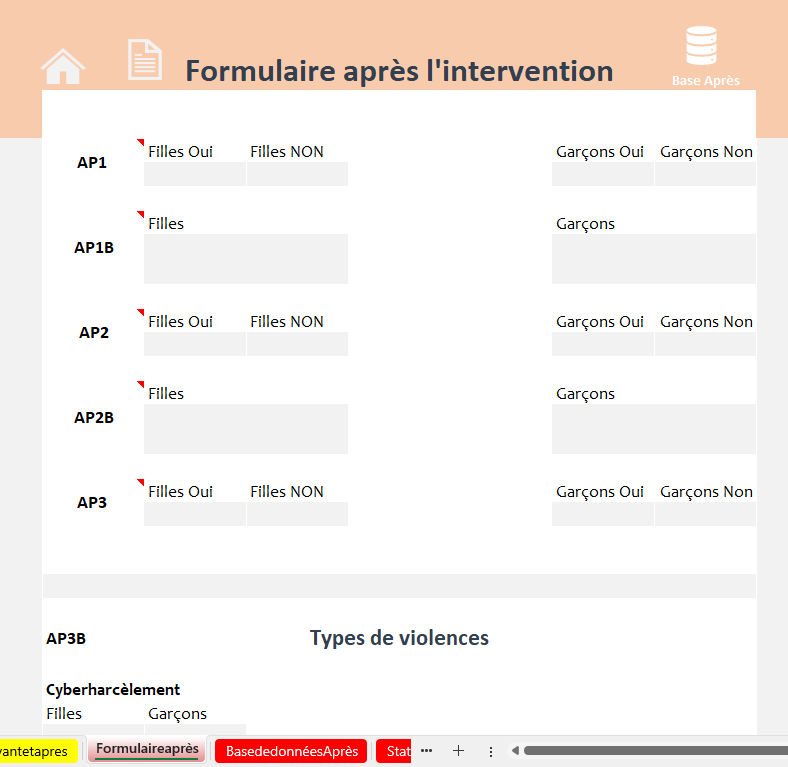 Formulaire après l'intervention
Base Après
AP1 Filles Oui Filles NON Garçons Oui Garçons Non
AP1B Filles Garçons
AP2 Filles Oui Filles NON Garçons Oui Garçons Non
AP2B Filles Garçons
AP3 Filles Oui Filles NON Garçons Oui Garçons Non
AP3B Types de violences
Cyberharcèlement
Filles Garçons
vantetapres Formulaireaprès BasededonnéesAprès Stat